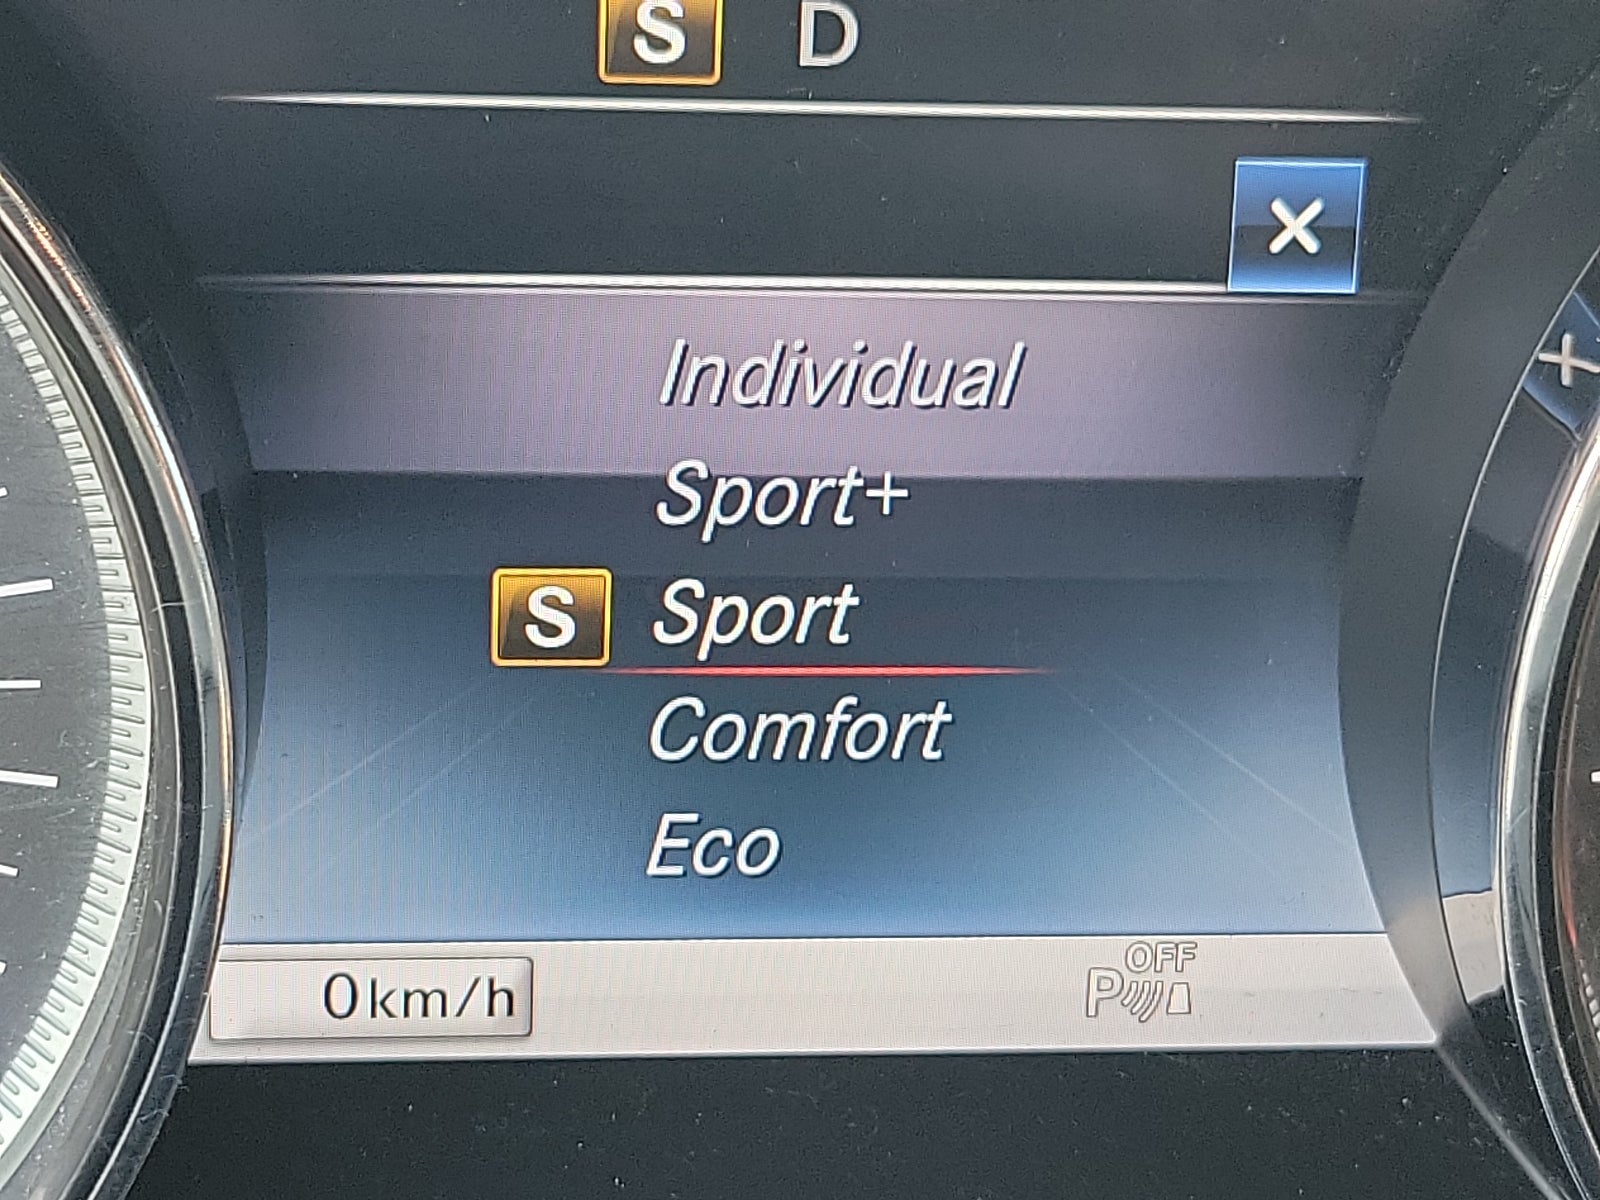 S D
Individual
Sport+
S Sport
Comfort
Eco
OFF
0km/h P